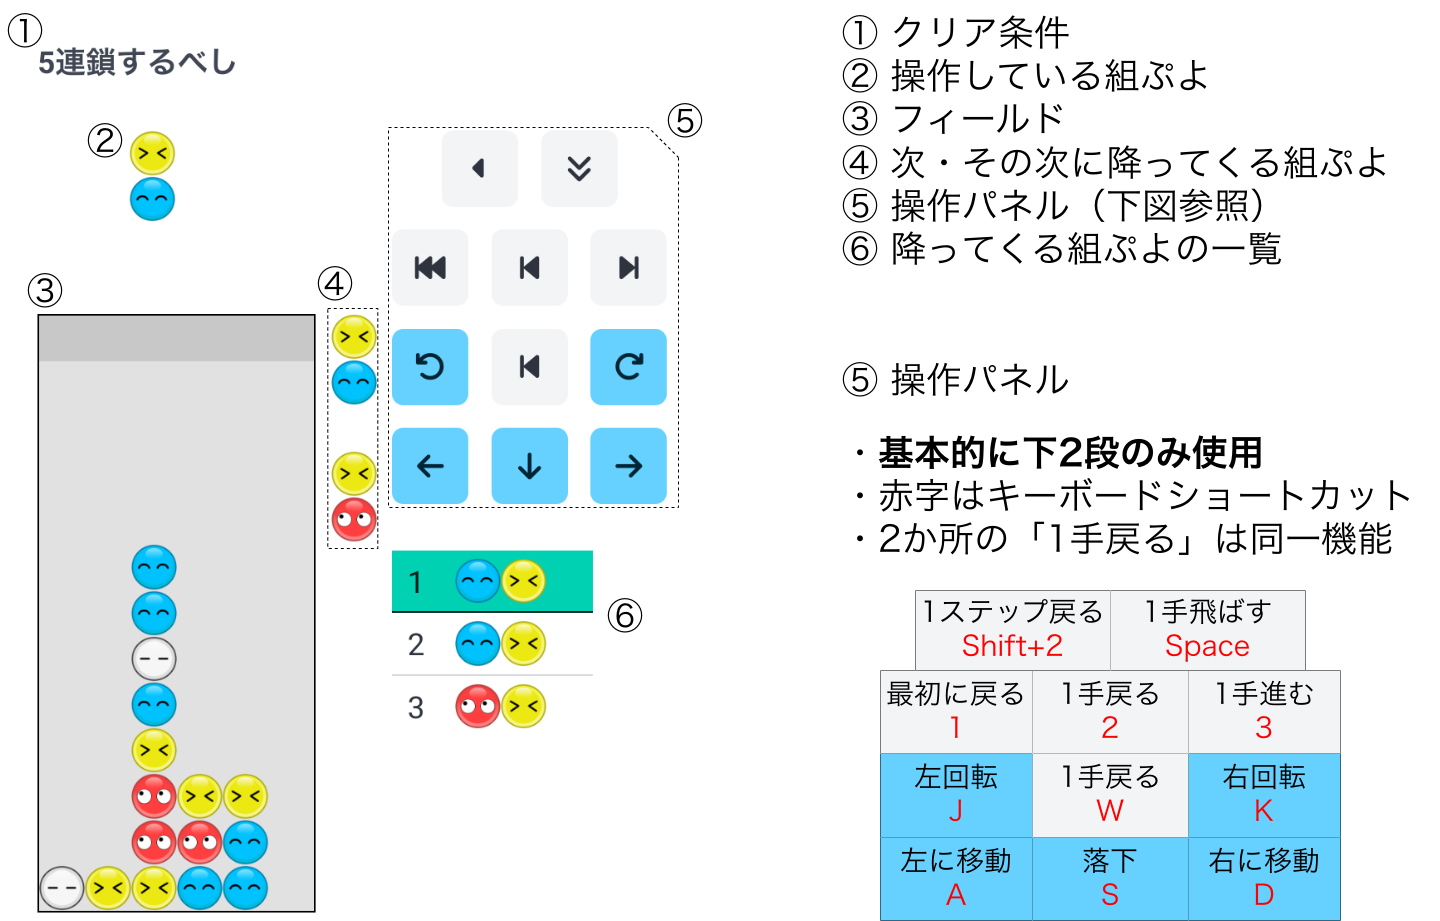 ①
5連鎖するべし
②
③
④
⑤
1
2
3
⑥
① クリア条件
② 操作している組ぷよ
③ フィールド
④ 次・その次に降ってくる組ぷよ
⑤ 操作パネル（下図参照）
⑥ 降ってくる組ぷよの一覧
⑤ 操作パネル
・基本的に下2段のみ使用
・赤字はキーボードショートカット
・2か所の「1手戻る」は同一機能
1ステップ戻る 1手飛ばす
Shift+2 Space
最初に戻る 1手戻る 1手進む
1 2 3
左回転 1手戻る 右回転
J W K
左に移動 落下 右に移動
A S D